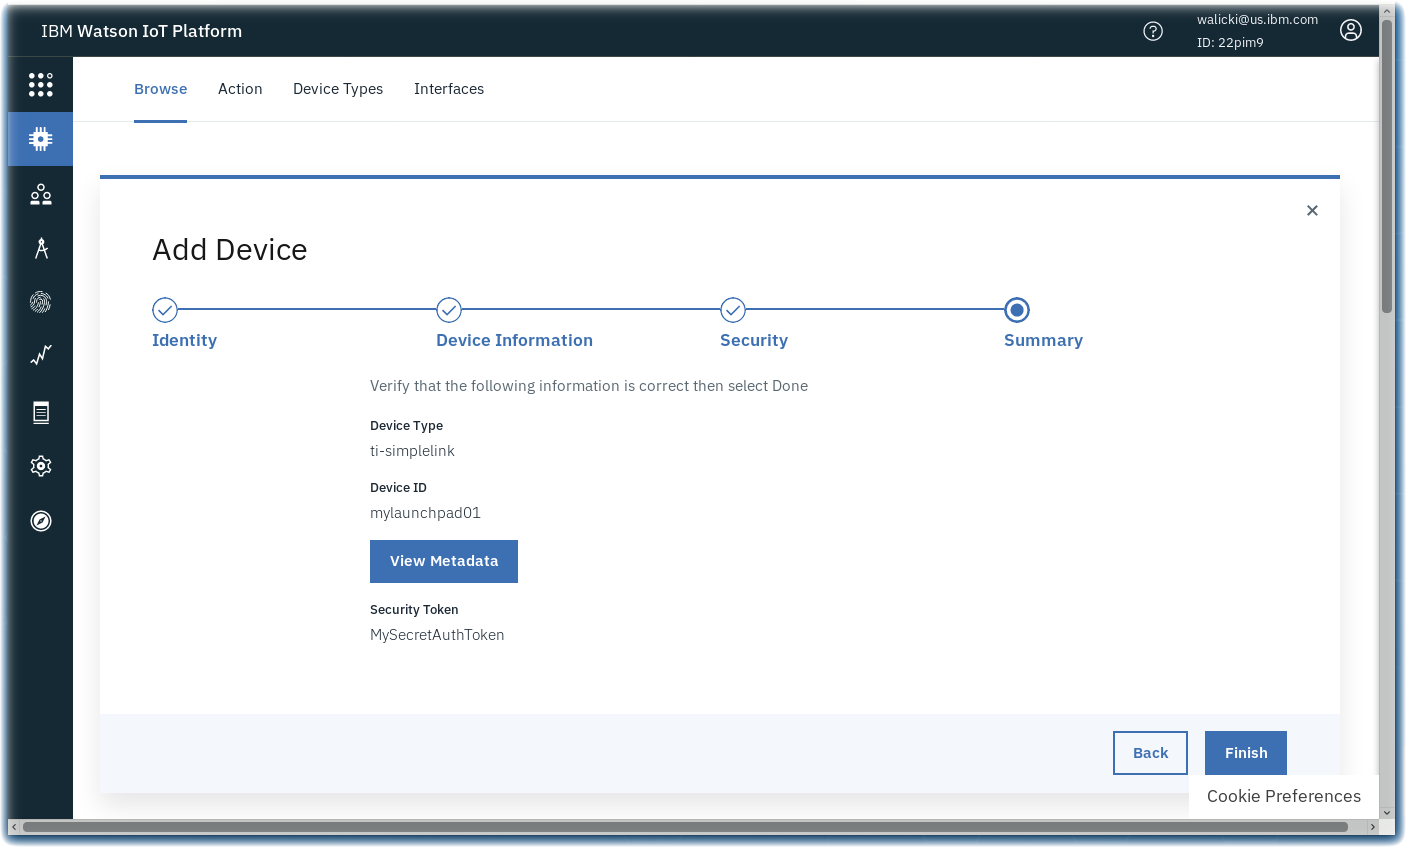 IBM Watson IoT Platform
walicki@us.ibm.com
ID: 22pim9
Browse
Action
Device Types
Interfaces
Add Device
Identity
Device Information
Security
Summary
Verify that the following information is correct then select Done
Device Type
ti-simplelink
Device ID
mylaunchpad01
View Metadata
Security Token
MySecretAuthToken
Back
Finish
Cookie Preferences